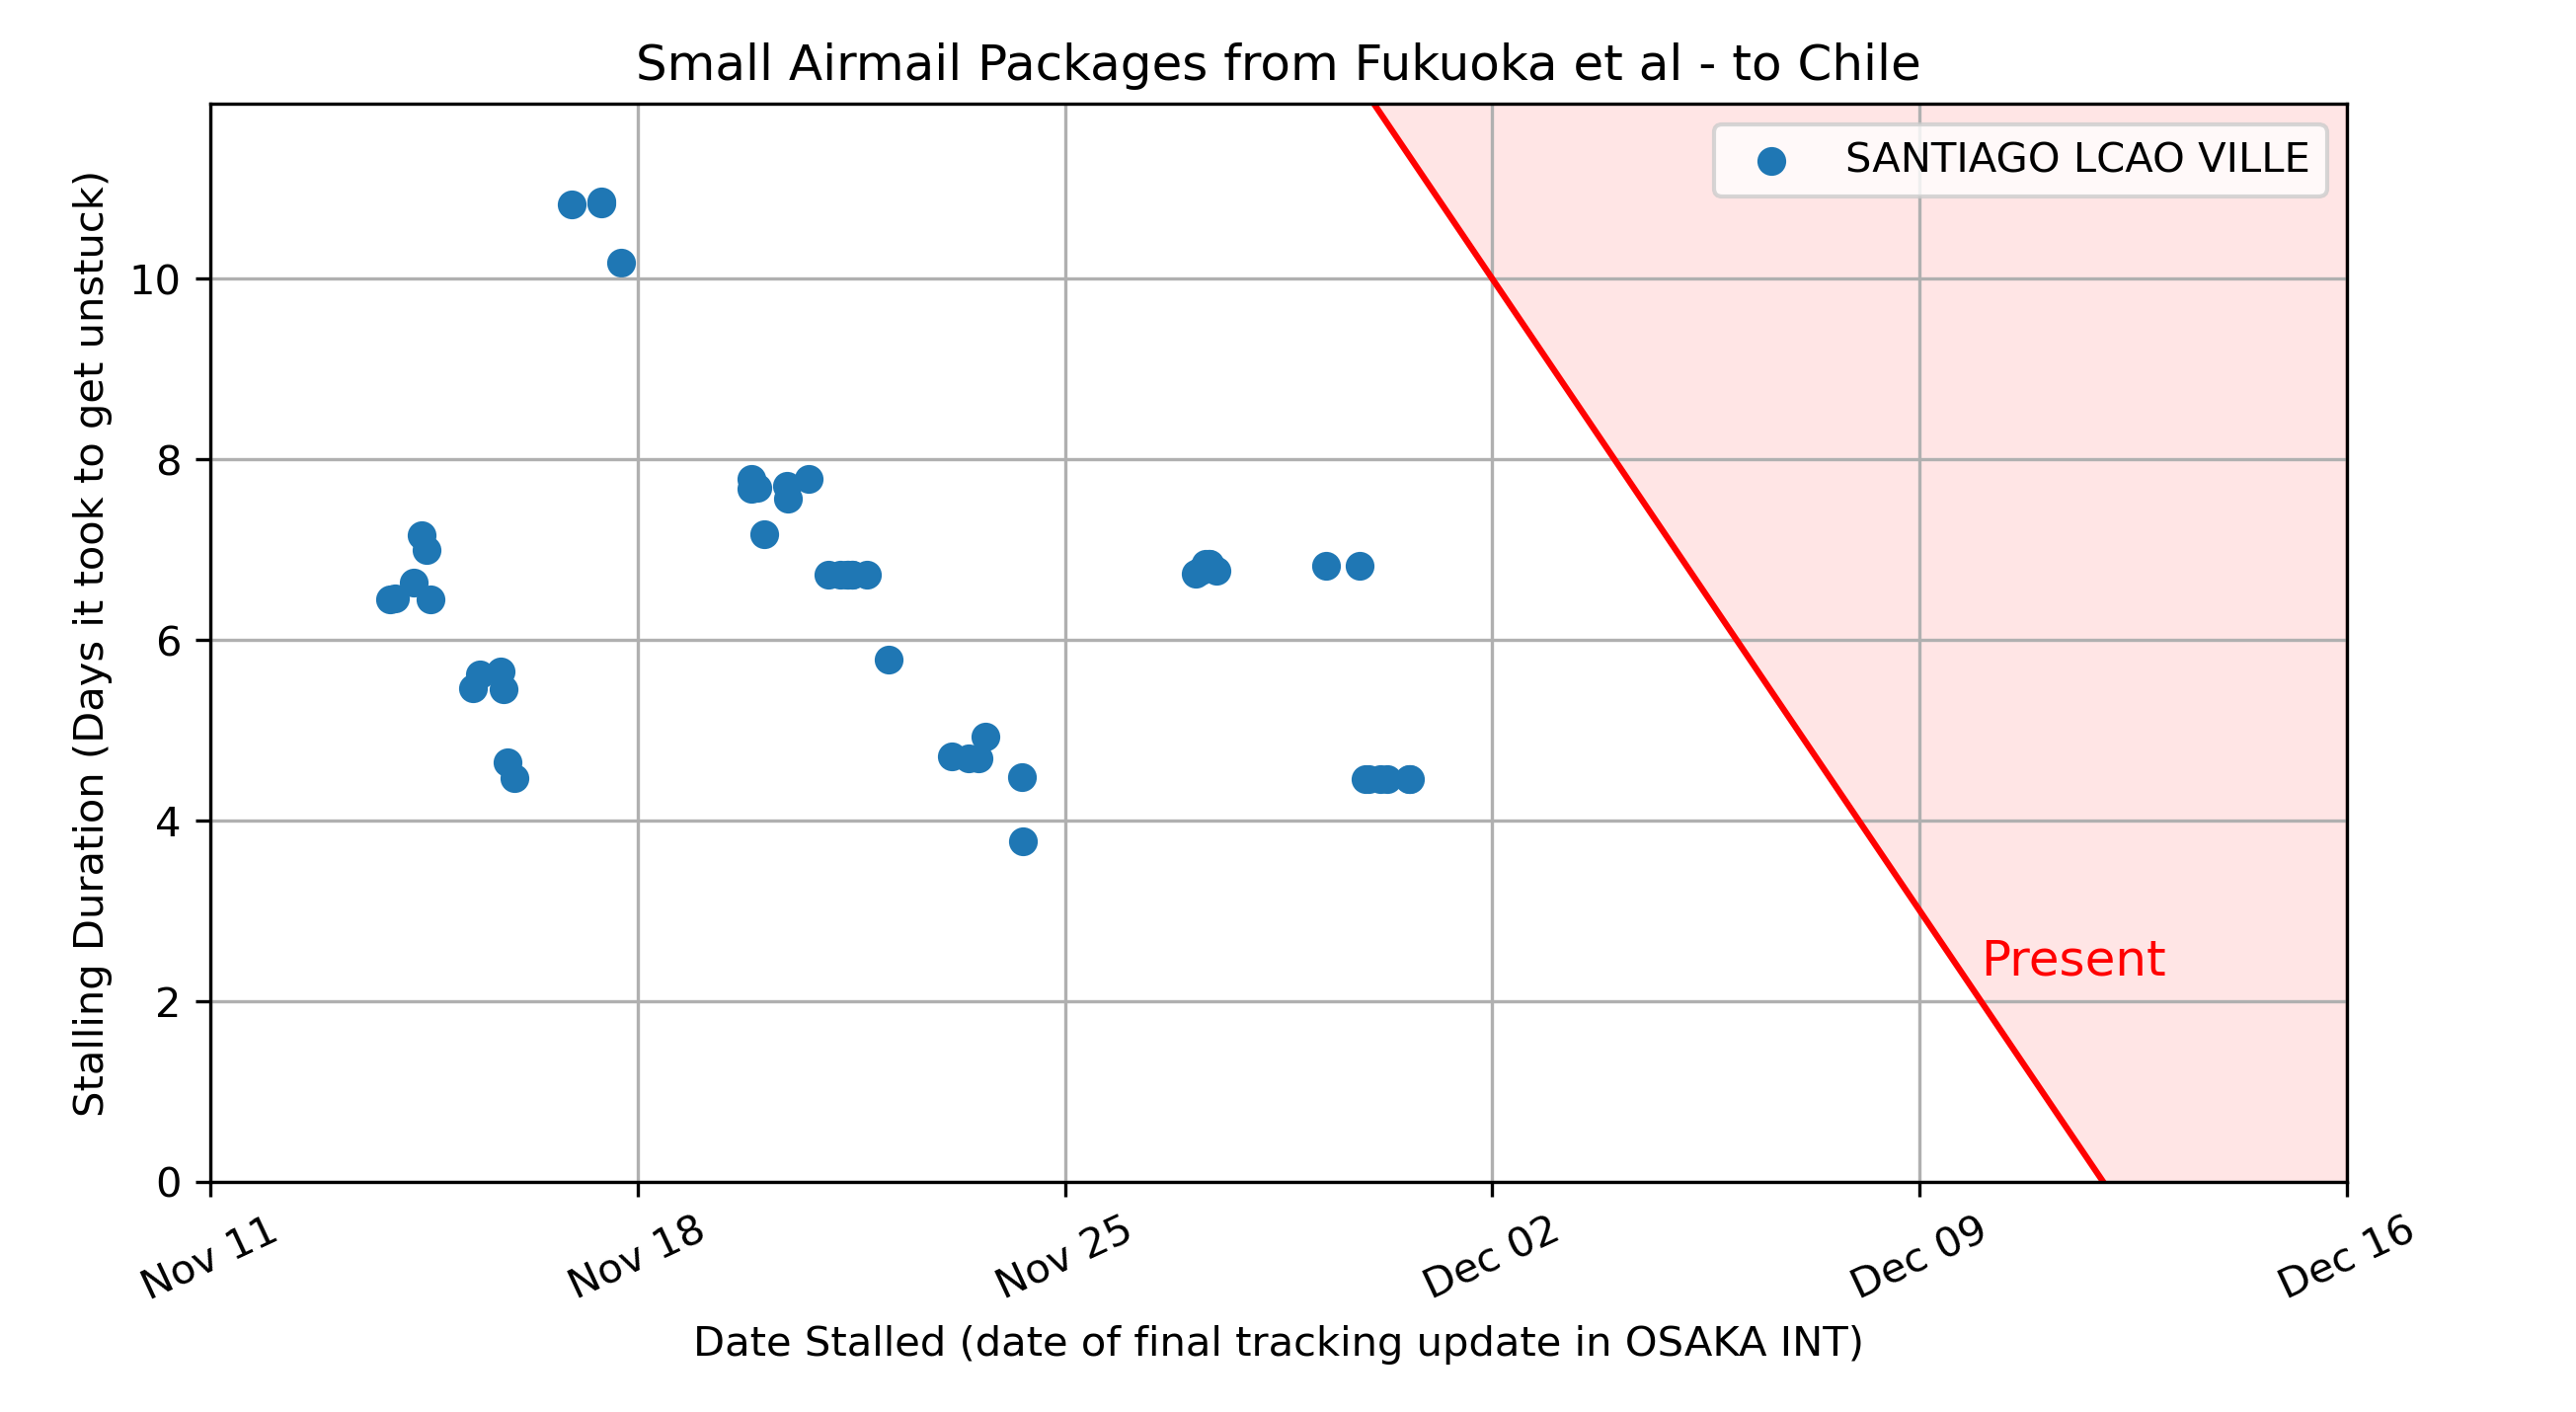 Small Airmail Packages from Fukuoka et al - to Chile
SANTIAGO LCAO VILLE
Stalling Duration (Days it took to get unstuck)
10
8
6
4
2
0
Present
Nov 11
Nov 18
Nov 25
Dec 02
Dec 09
Dec 16
Date Stalled (date of final tracking update in OSAKA INT)